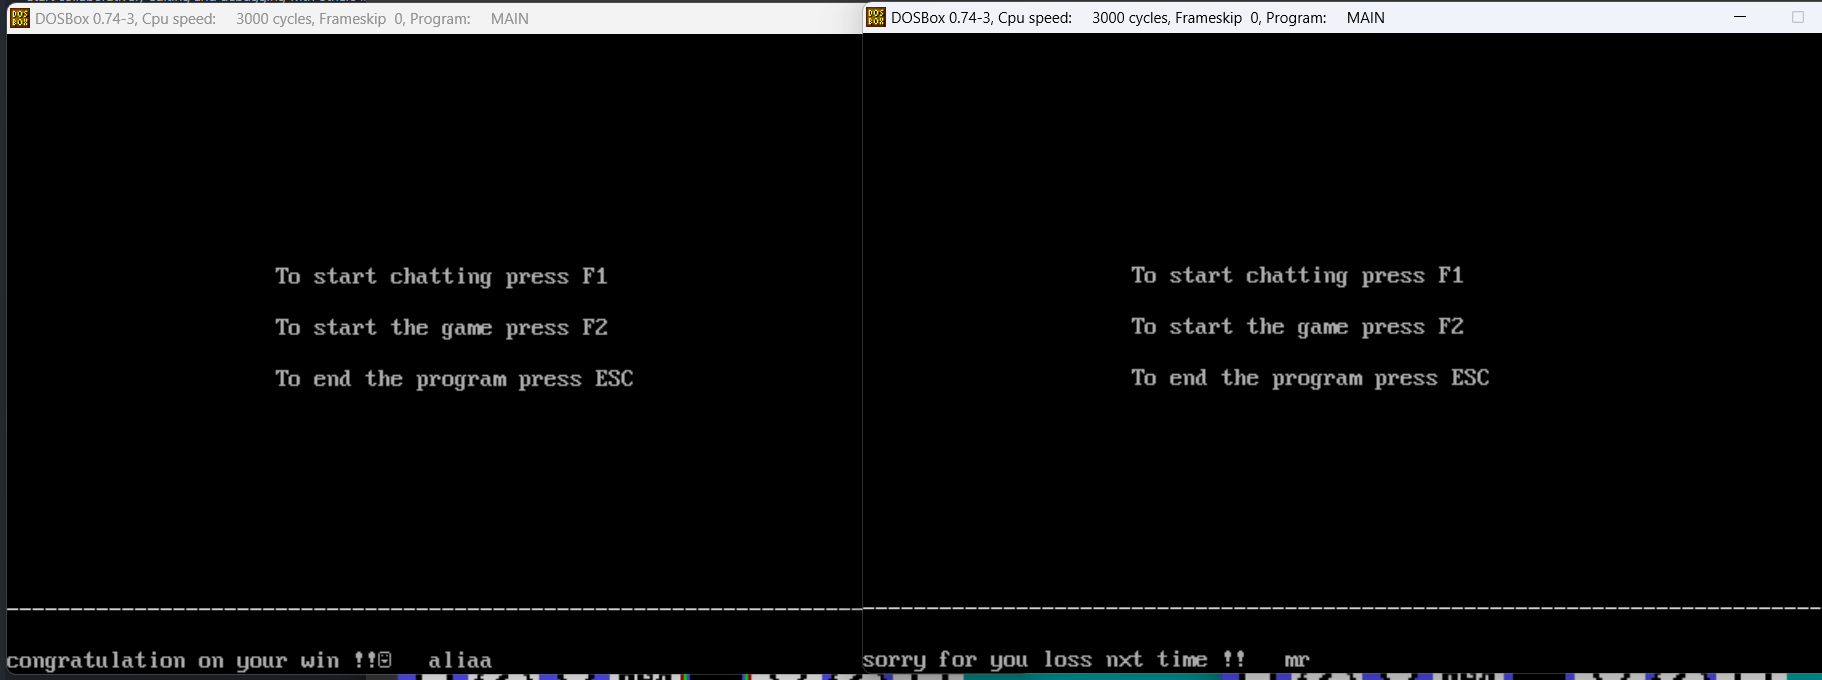 DOSBox 0.74-3, Cpu speed: 3000 cycles, Frameskip 0, Program: MAIN
To start chatting press F1
To start the game press F2
To end the program press ESC
congratulation on your win !!☺ aliaa
DOSBox 0.74-3, Cpu speed: 3000 cycles, Frameskip 0, Program: MAIN
To start chatting press F1
To start the game press F2
To end the program press ESC
sorry for you loss nxt time !! mr